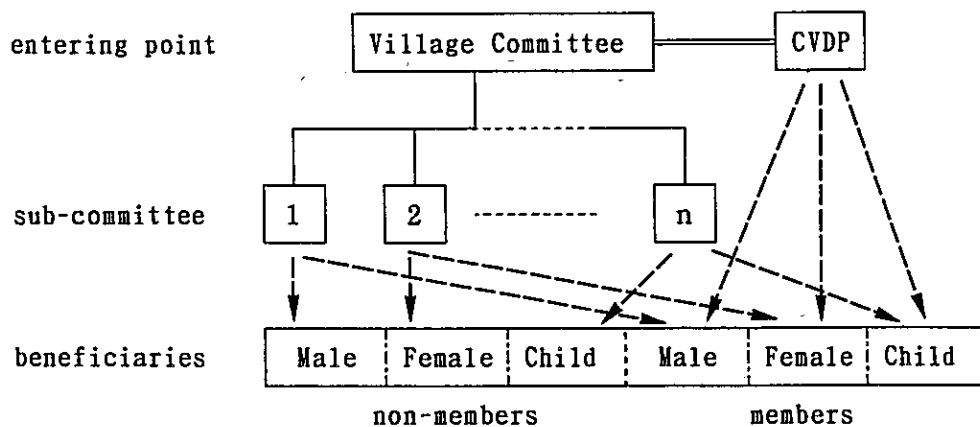 entering point Village Committee CVDP
sub-committee 1 2 n
beneficiaries Male Female Child Male Female Child
non-members members